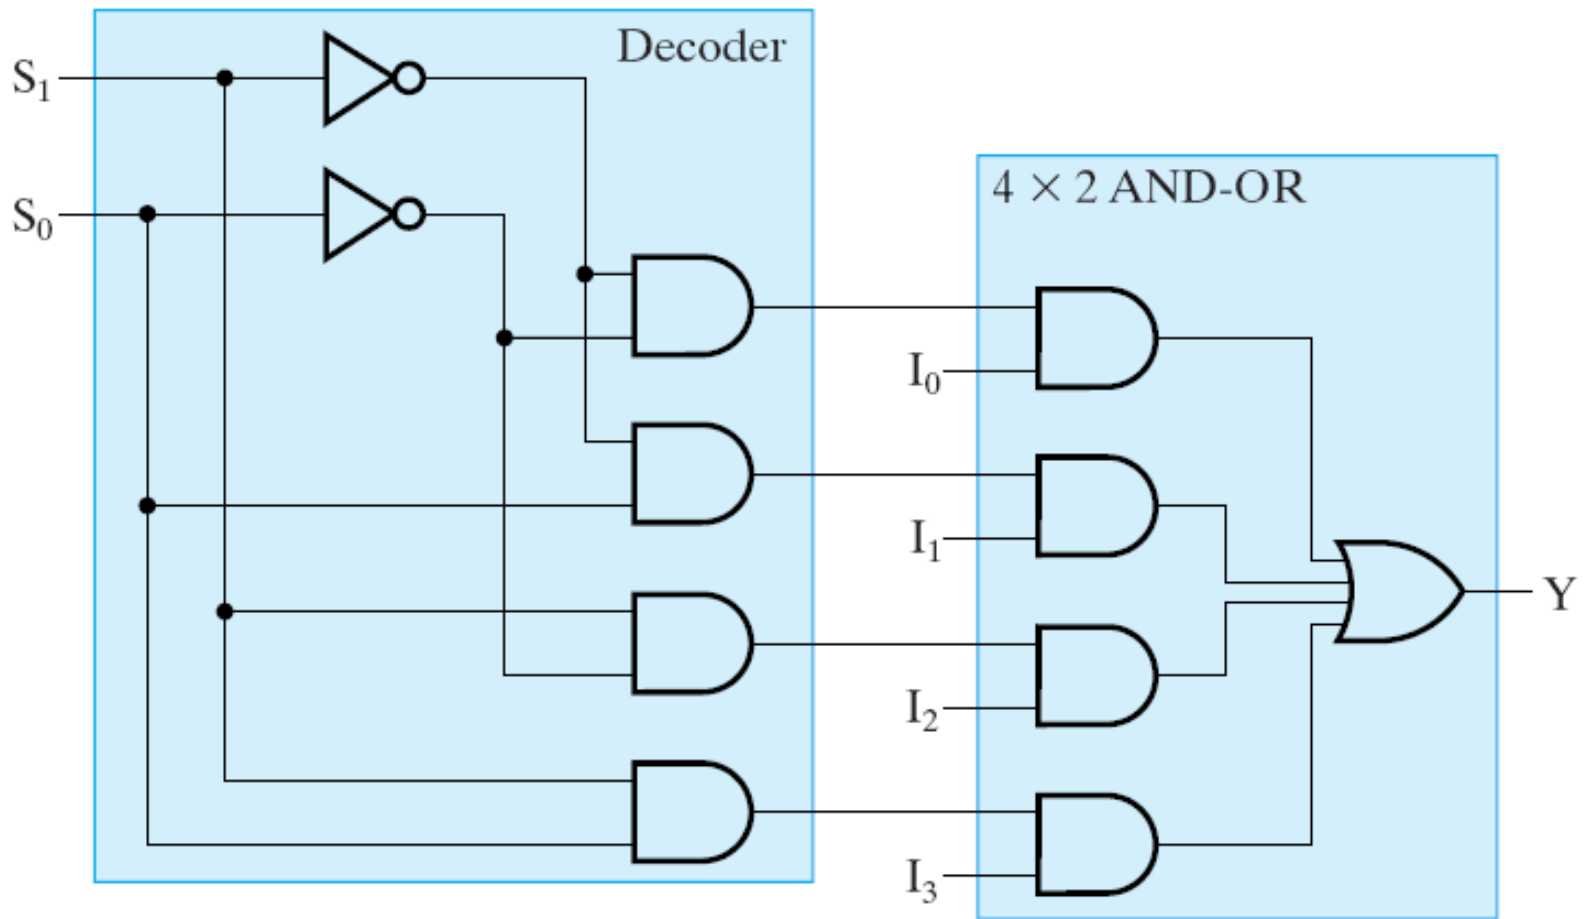 Decoder
S₁
S₀
4 × 2 AND-OR
I₀
I₁
Y
I₂
I₃